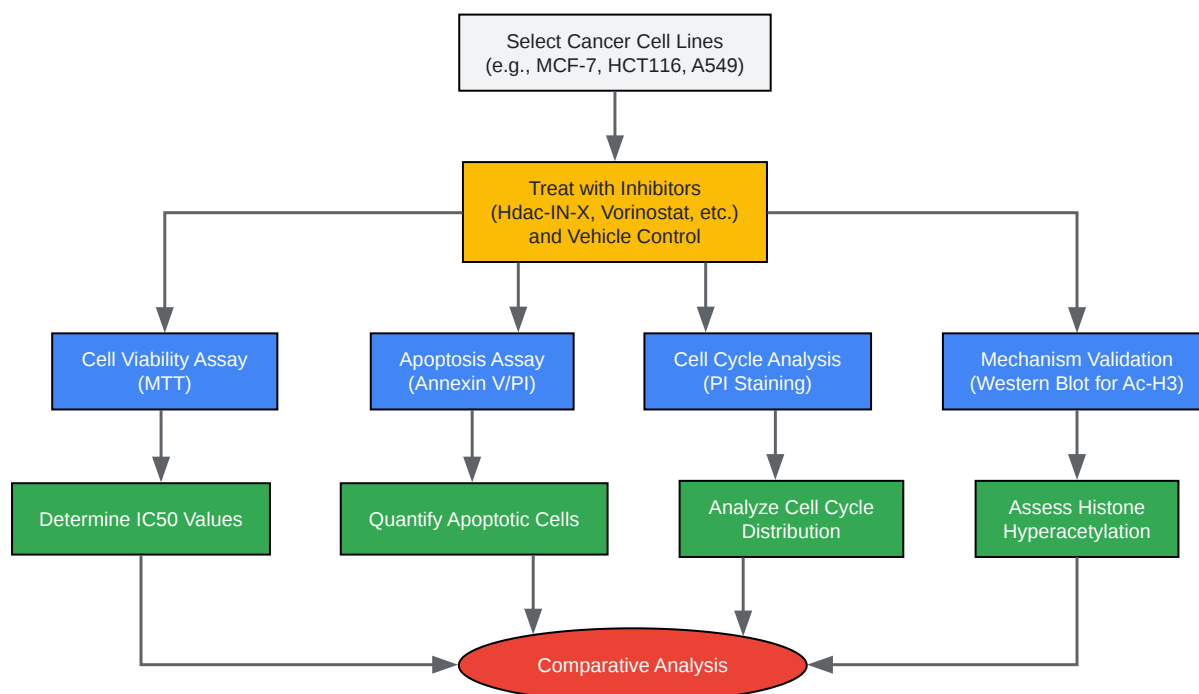 Select Cancer Cell Lines
(e.g., MCF-7, HCT116, A549)
Treat with Inhibitors
(Hdac-IN-X, Vorinostat, etc.)
and Vehicle Control
Cell Viability Assay
(MTT)
Apoptosis Assay
(Annexin V/PI)
Cell Cycle Analysis
(PI Staining)
Mechanism Validation
(Western Blot for Ac-H3)
Determine IC50 Values
Quantify Apoptotic Cells
Analyze Cell Cycle
Distribution
Assess Histone
Hyperacetylation
Comparative Analysis